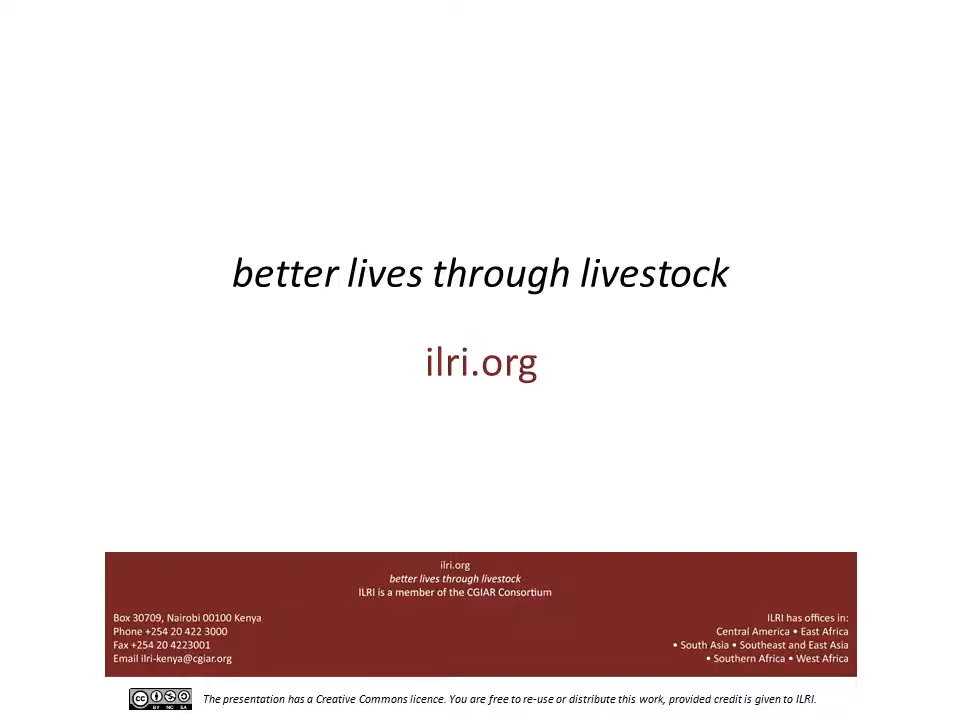 better lives through livestock
ilri.org
ilri.org
better lives through livestock
ILRI is a member of the CGIAR Consortium
Box 30709, Nairobi 00100 Kenya
Phone +254 20 422 3000
Fax +254 20 4223001
Email ilri-kenya@cgiar.org
ILRI has offices in:
Central America • East Africa
• South Asia • Southeast and East Asia
• Southern Africa • West Africa
cc BY NC SA
The presentation has a Creative Commons licence. You are free to re-use or distribute this work, provided credit is given to ILRI.